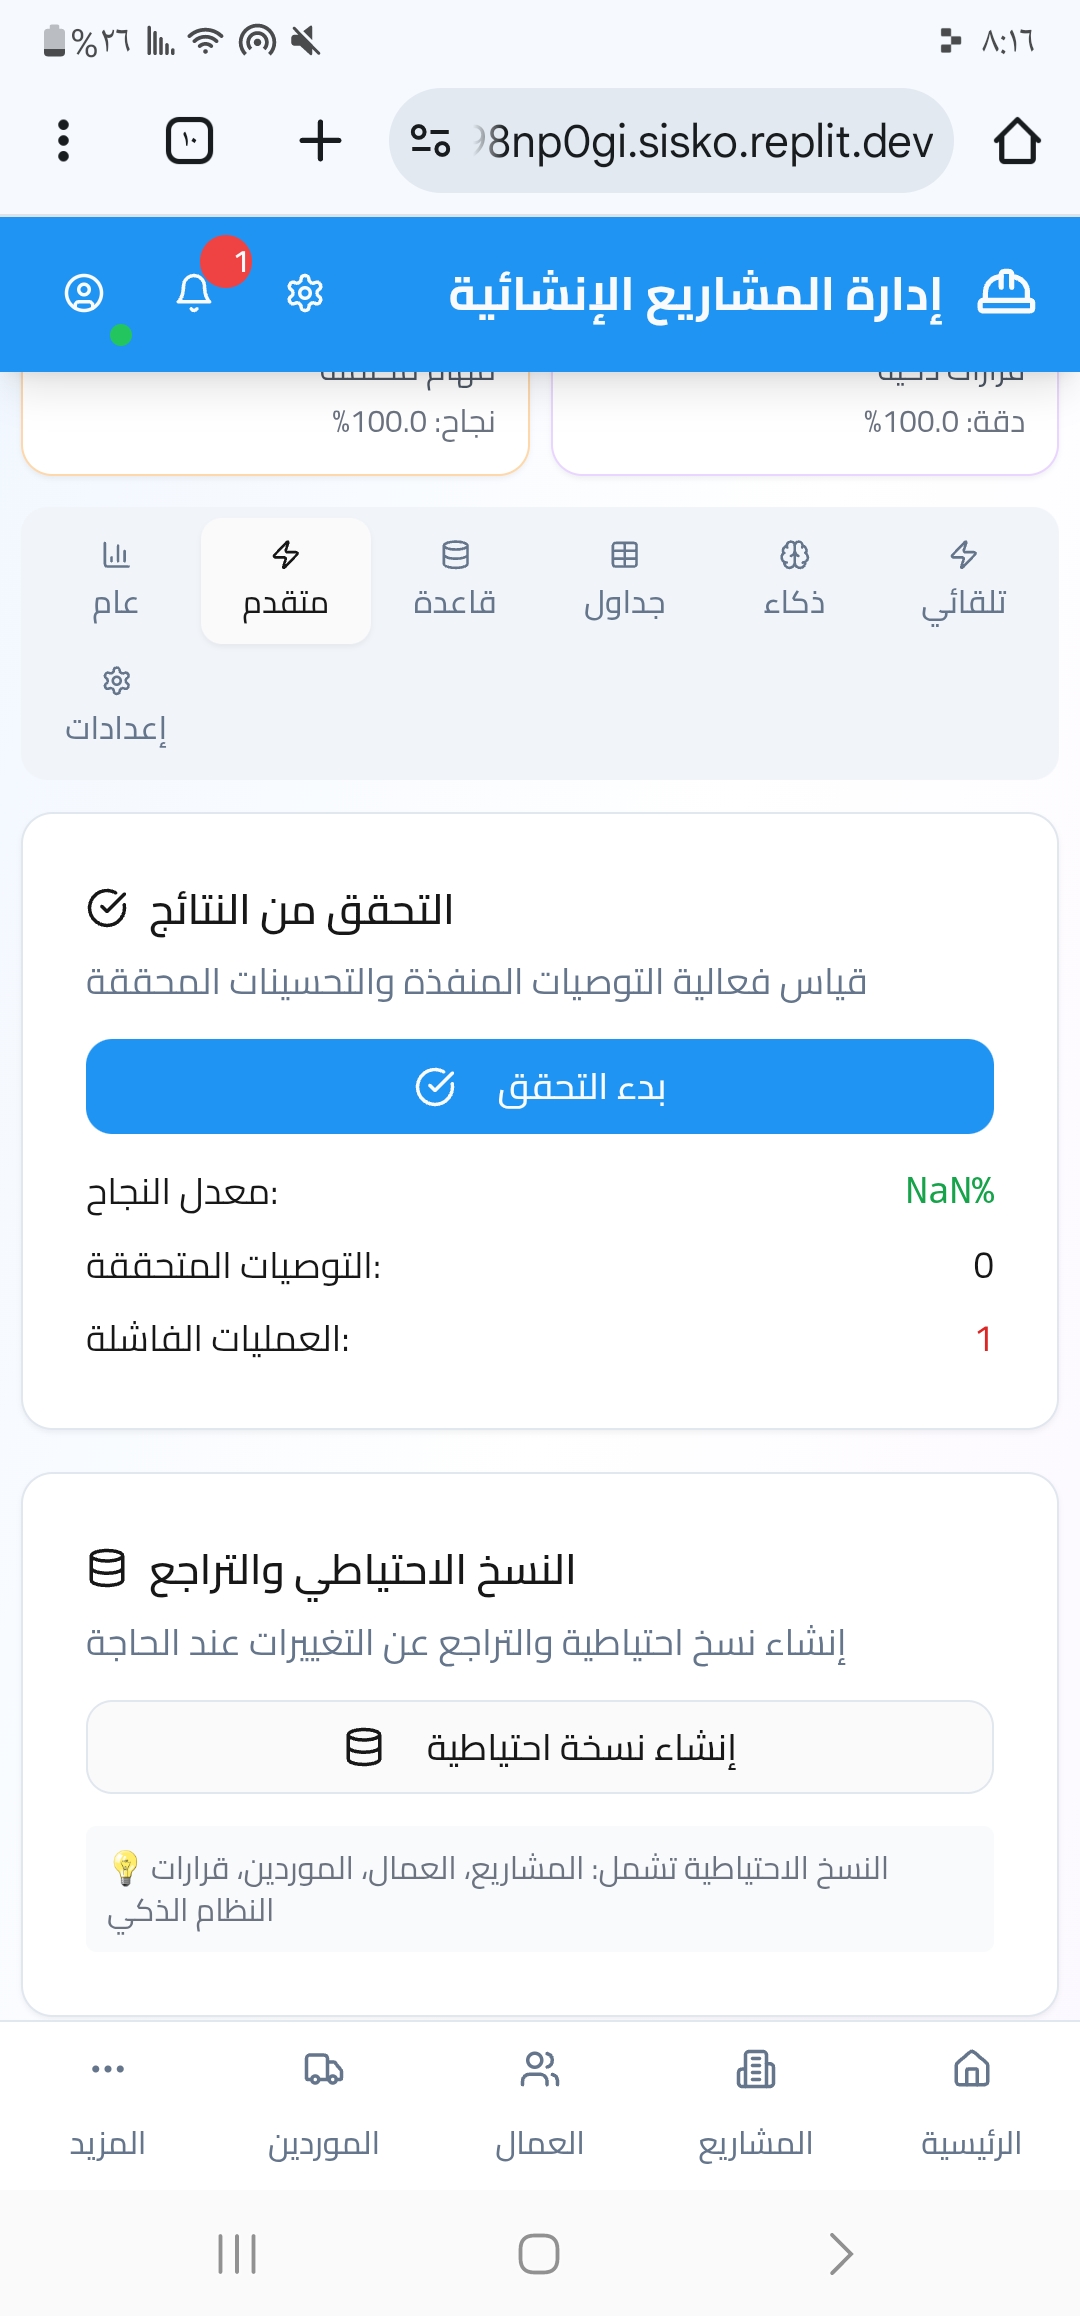 ٨:١٦
%٢٦
8np0gi.sisko.replit.dev
١٠
إدارة المشاريع الإنشائية
1
قرارات ذكية
دقة: 100.0%
نجاح: 100.0%
تلقائي
ذكاء
جداول
قاعدة
متقدم
عام
إعدادات
التحقق من النتائج
قياس فعالية التوصيات المنفذة والتحسينات المحققة
بدء التحقق
معدل النجاح:
NaN%
التوصيات المتحققة:
0
العمليات الفاشلة:
1
النسخ الاحتياطي والتراجع
إنشاء نسخ احتياطية والتراجع عن التغييرات عند الحاجة
إنشاء نسخة احتياطية
💡 النسخ الاحتياطية تشمل: المشاريع، العمال، الموردين، قرارات
النظام الذكي
الرئيسية
المشاريع
العمال
الموردين
المزيد